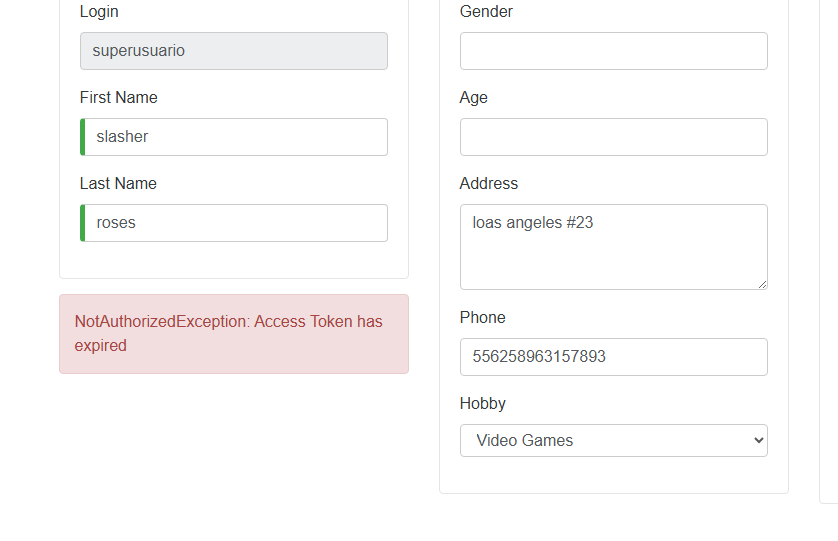 Login
superusuario
First Name
slasher
Last Name
roses
NotAuthorizedException: Access Token has
expired
Gender
Age
Address
loas angeles #23
Phone
556258963157893
Hobby
Video Games